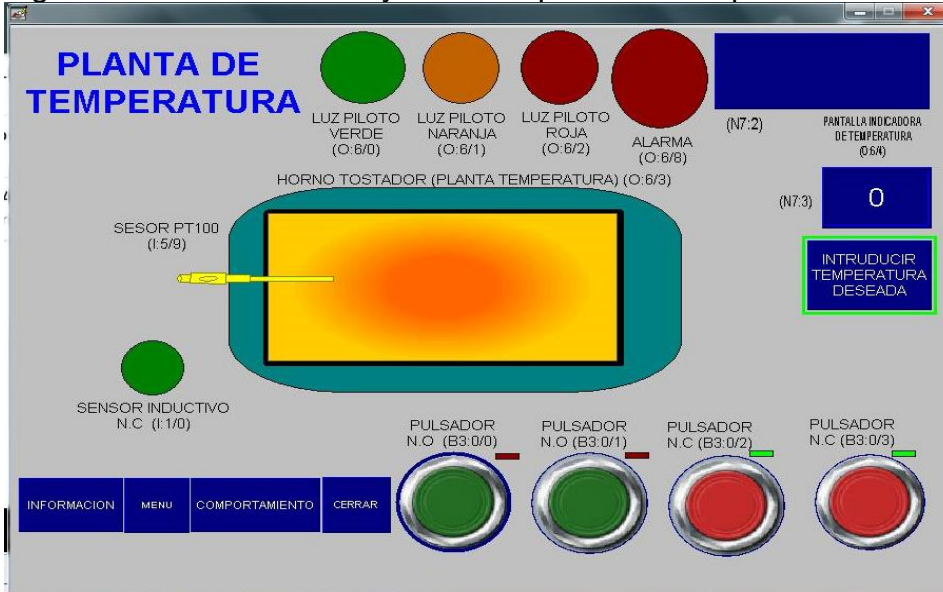 PLANTA DE
TEMPERATURA
LUZ PILOTO
VERDE
(O:6/0)
LUZ PILOTO
NARANJA
(O:6/1)
LUZ PILOTO
ROJA
(O:6/2)
ALARMA
(O:6/8)
(N7:2)
PANTALLA INDICADORA
DE TEMPERATURA
(O:6/4)
HORNO TOSTADOR (PLANTA TEMPERATURA) (O:6/3)
(N7:3)
0
SESOR PT100
(I:5/9)
INTRUDUCIR
TEMPERATURA
DESEADA
SENSOR INDUCTIVO
N.C (I:1/0)
PULSADOR
N.O (B3:0/0)
PULSADOR
N.O (B3:0/1)
PULSADOR
N.C (B3:0/2)
PULSADOR
N.C (B3:0/3)
INFORMACION
MENU
COMPORTAMIENTO
CERRAR